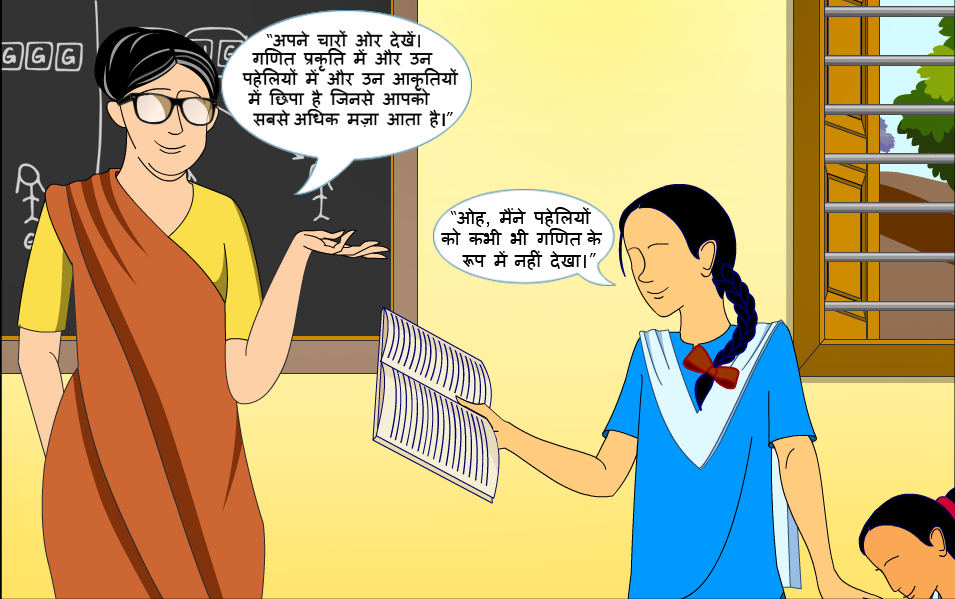 GGG
G
"अपने चारों ओर देखें।
गणित प्रकृति में और उन
पहेलियों में और उन आकृतियों
में छिपा है जिनसे आपको
सबसे अधिक मज़ा आता है।"
"ओह, मैंने पहेलियों
को कभी भी गणित के
रूप में नहीं देखा।"